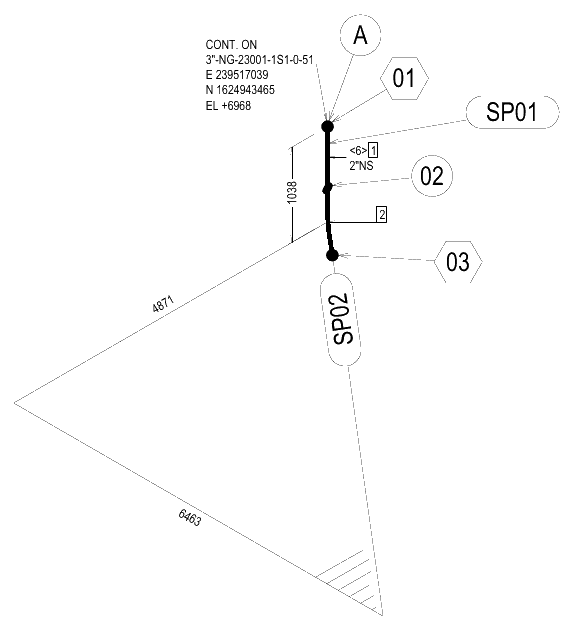 A
CONT. ON
3"-NG-23001-1S1-0-51
E 239517039
N 1624943465
EL +6968
01
SP01
<6>1
2"NS
02
1038
2
03
4871
SP02
6463